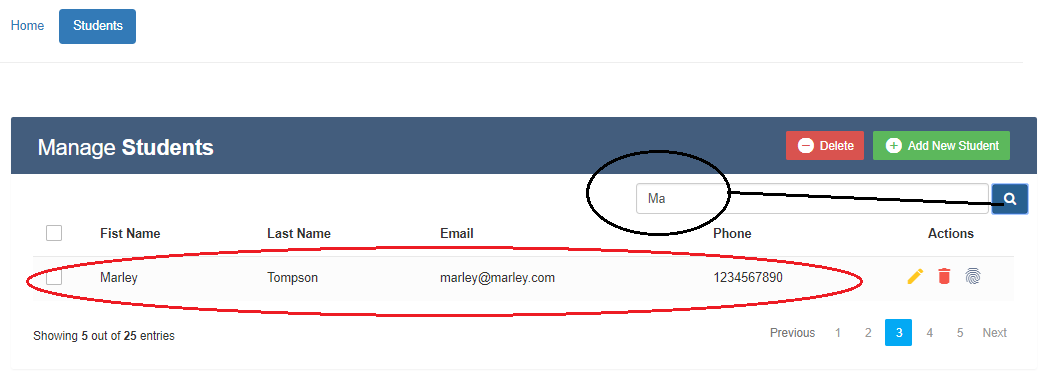 Home Students
Manage Students Delete Add New Student
Ma
Fist Name Last Name Email Phone Actions
Marley Tompson marley@marley.com 1234567890
Showing 5 out of 25 entries Previous 1 2 3 4 5 Next